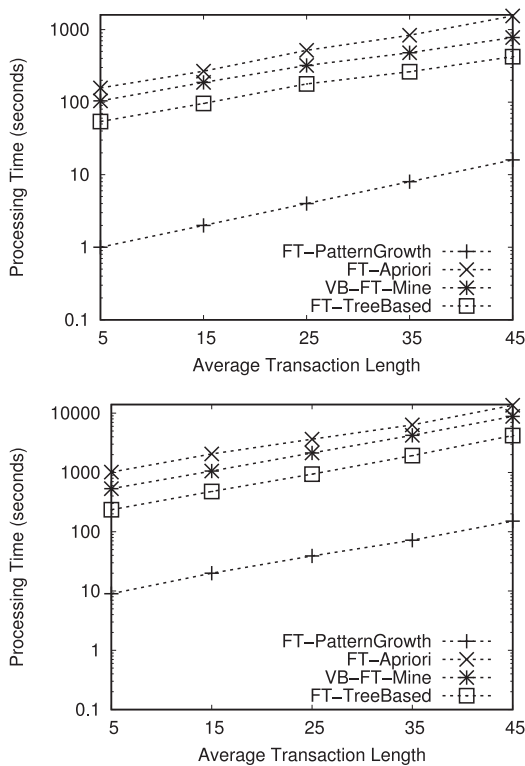 1000
100
10
1
0.1
Processing Time (seconds)
FT-PatternGrowth
FT-Apriori
VB-FT-Mine
FT-TreeBased
5 15 25 35 45
Average Transaction Length
10000
1000
100
10
1
0.1
Processing Time (seconds)
FT-PatternGrowth
FT-Apriori
VB-FT-Mine
FT-TreeBased
5 15 25 35 45
Average Transaction Length